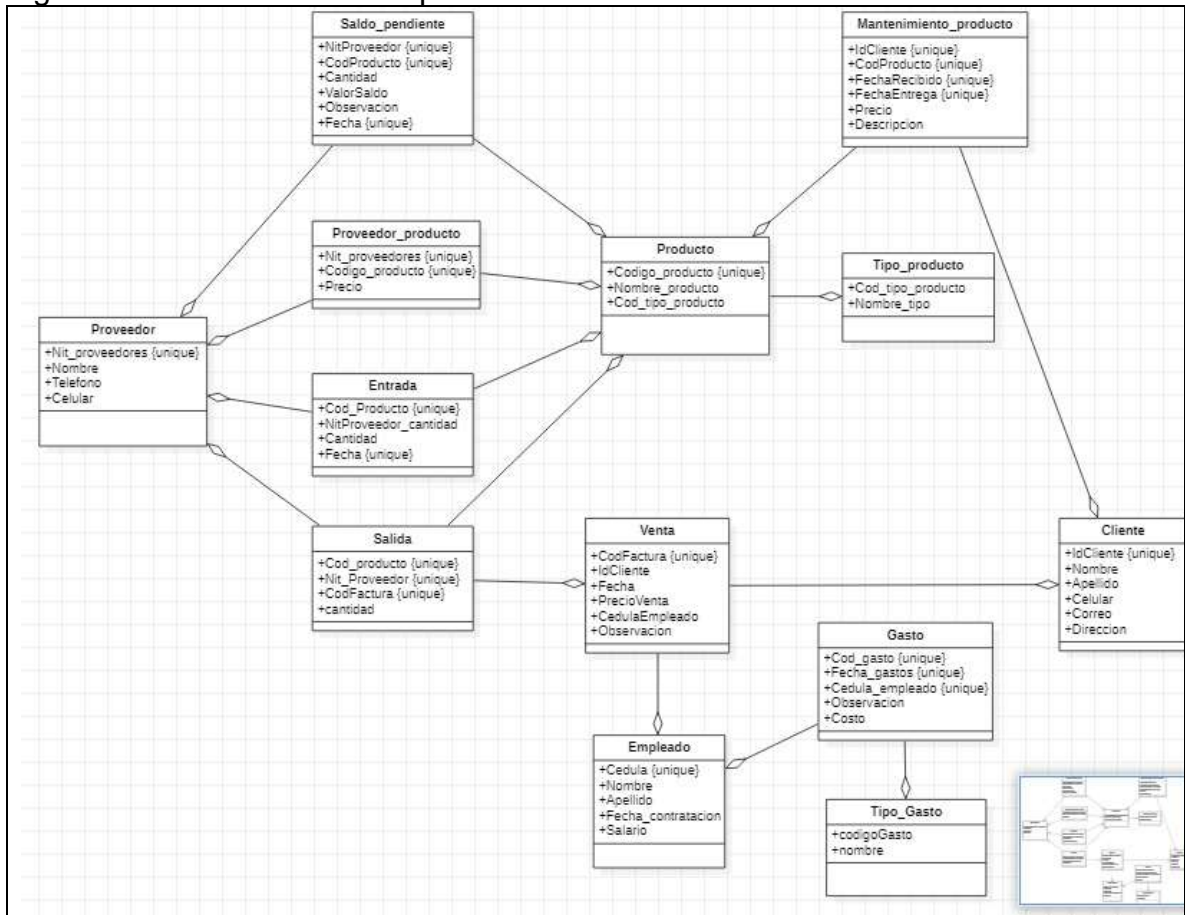 Saldo_pendiente
+NitProveedor {unique}
+CodProducto {unique}
+Cantidad
+ValorSaldo
+Observacion
+Fecha {unique}
Mantenimiento_producto
+IdCliente {unique}
+CodProducto {unique}
+FechaRecibido {unique}
+FechaEntrega {unique}
+Precio
+Descripcion
Proveedor_producto
+Nit_proveedores {unique}
+Codigo_producto {unique}
+Precio
Producto
+Codigo_producto {unique}
+Nombre_producto
+Cod_tipo_producto
Tipo_producto
+Cod_tipo_producto
+Nombre_tipo
Proveedor
+Nit_proveedores {unique}
+Nombre
+Telefono
+Celular
Entrada
+Cod_Producto {unique}
+NitProveedor_cantidad
+Cantidad
+Fecha {unique}
Salida
+Cod_producto {unique}
+Nit_Proveedor {unique}
+CodFactura {unique}
+cantidad
Venta
+CodFactura {unique}
+IdCliente
+Fecha
+PrecioVenta
+CedulaEmpleado
+Observacion
Cliente
+IdCliente {unique}
+Nombre
+Apellido
+Celular
+Correo
+Direccion
Gasto
+Cod_gasto {unique}
+Fecha_gastos {unique}
+Cedula_empleado {unique}
+Observacion
+Costo
Empleado
+Cedula {unique}
+Nombre
+Apellido
+Fecha_contratacion
+Salario
Tipo_Gasto
+codigoGasto
+nombre